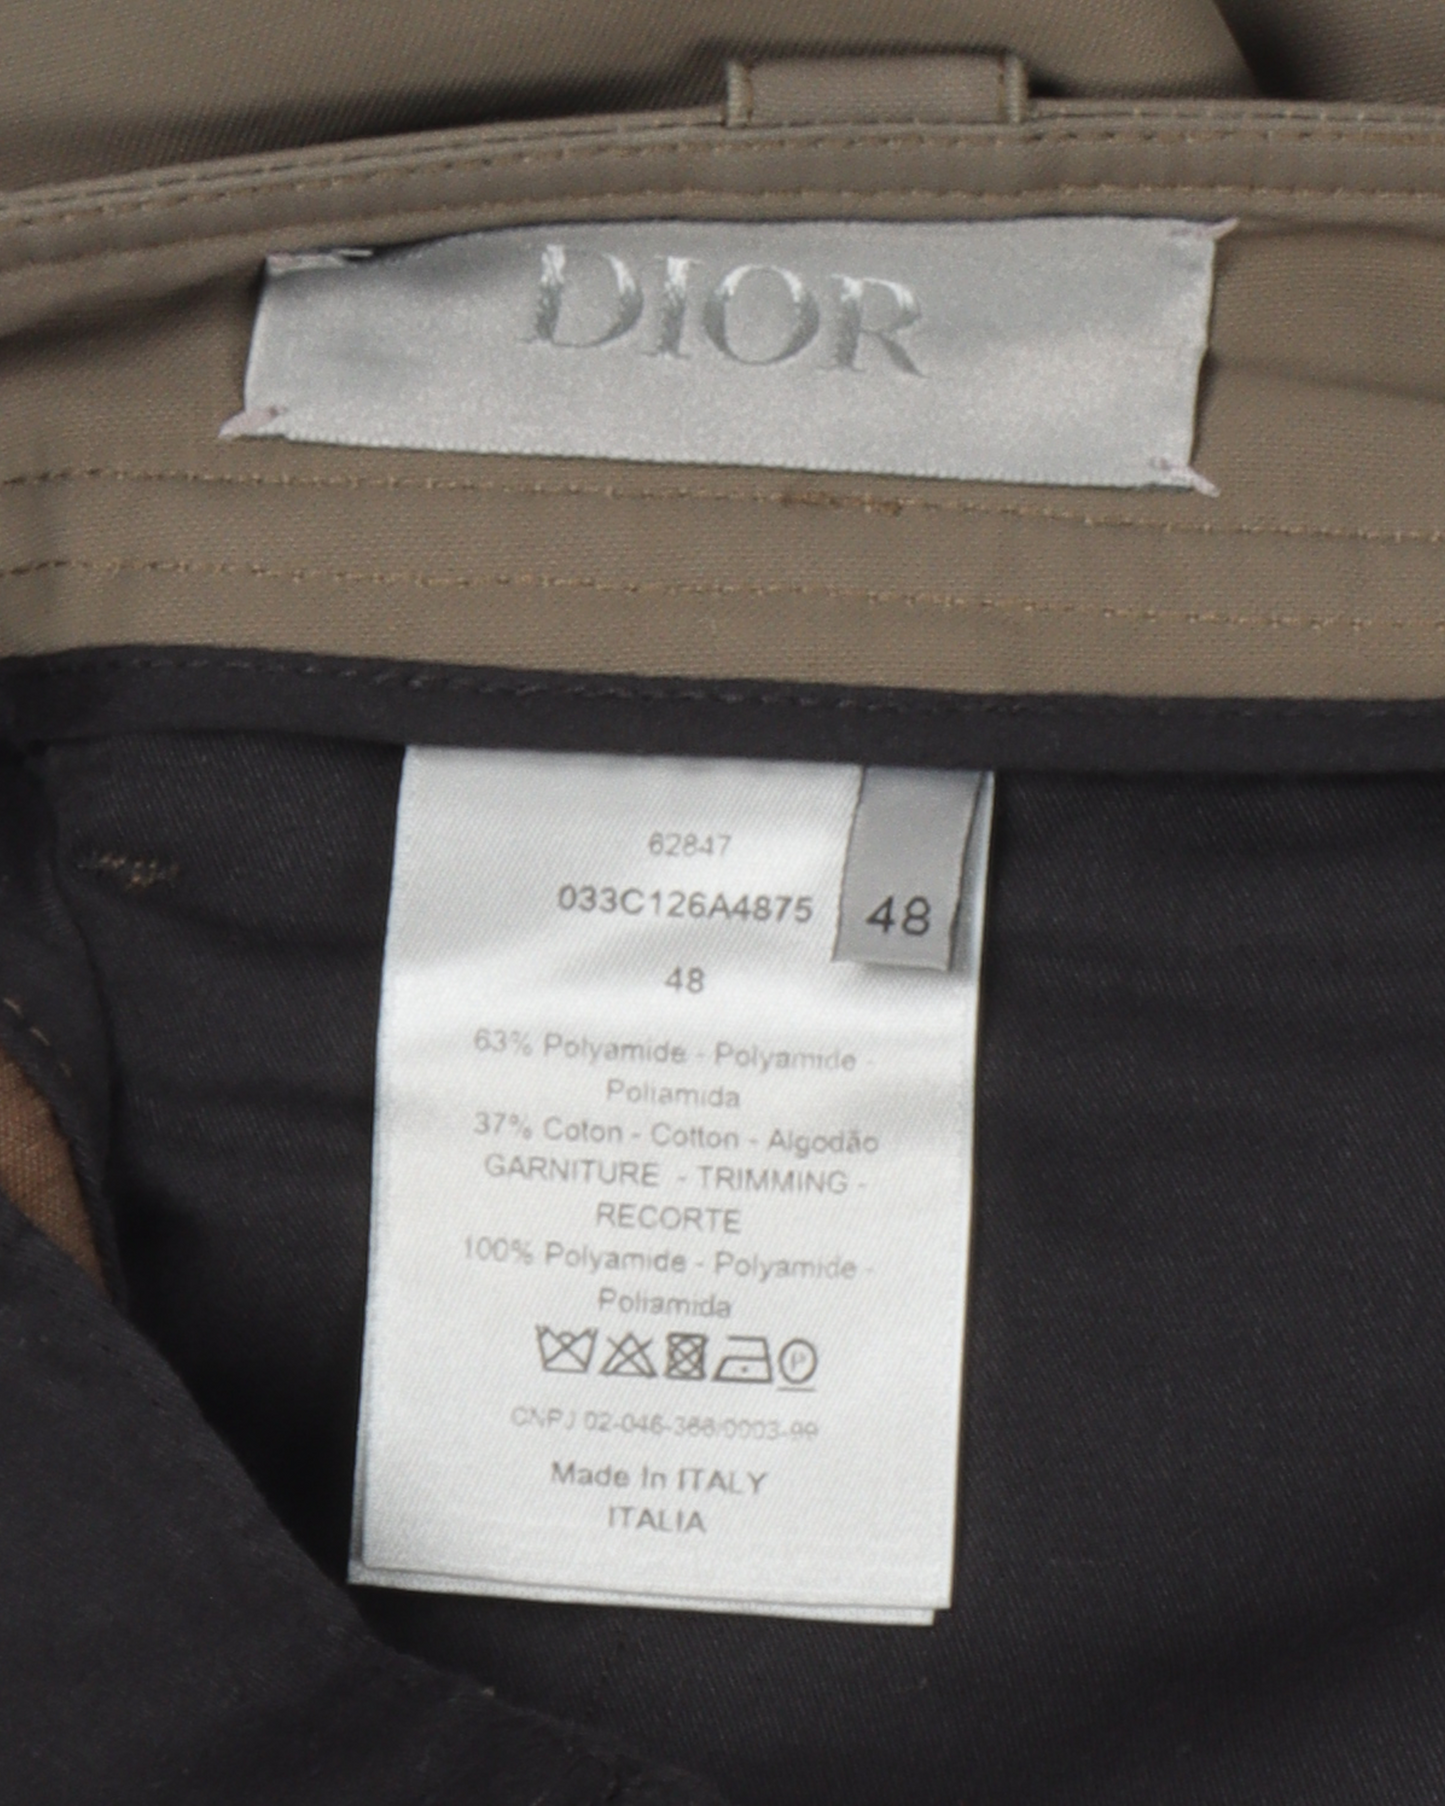 DIOR
62847
033C126A4875
48
48
63% Polyamide - Polyamide -
Poliamida
37% Coton - Cotton - Algodão
GARNITURE - TRIMMING -
RECORTE
100% Polyamide - Polyamide -
Poliamida
P
CNPJ 02-046-366/0003-99
Made In ITALY
ITALIA